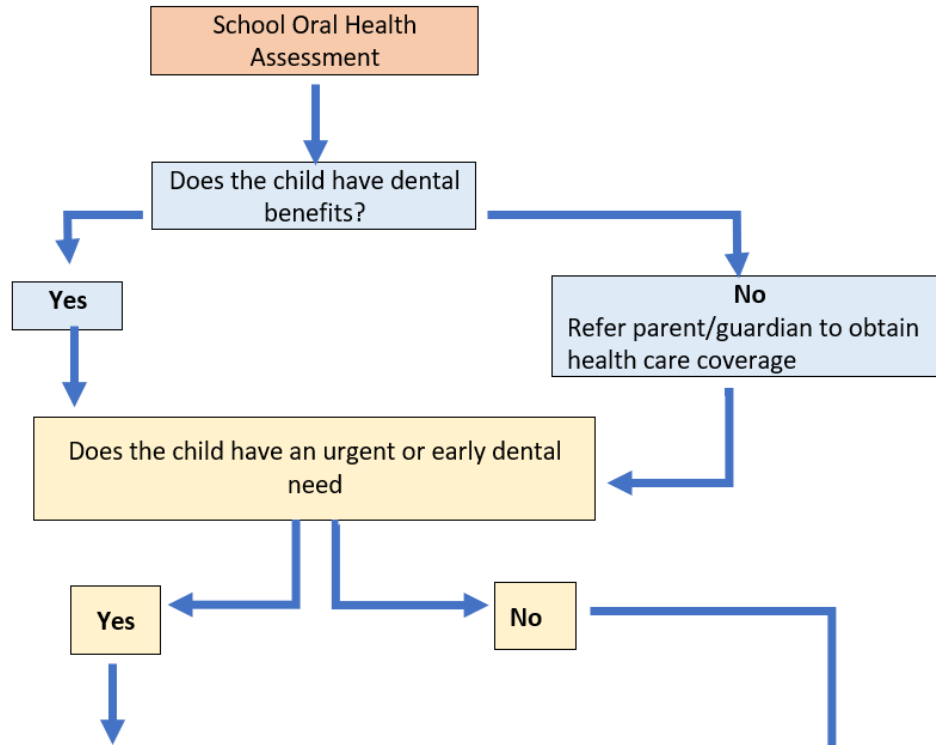 School Oral Health
Assessment
Does the child have dental
benefits?
Yes
No
Refer parent/guardian to obtain
health care coverage
Does the child have an urgent or early dental
need
Yes
No